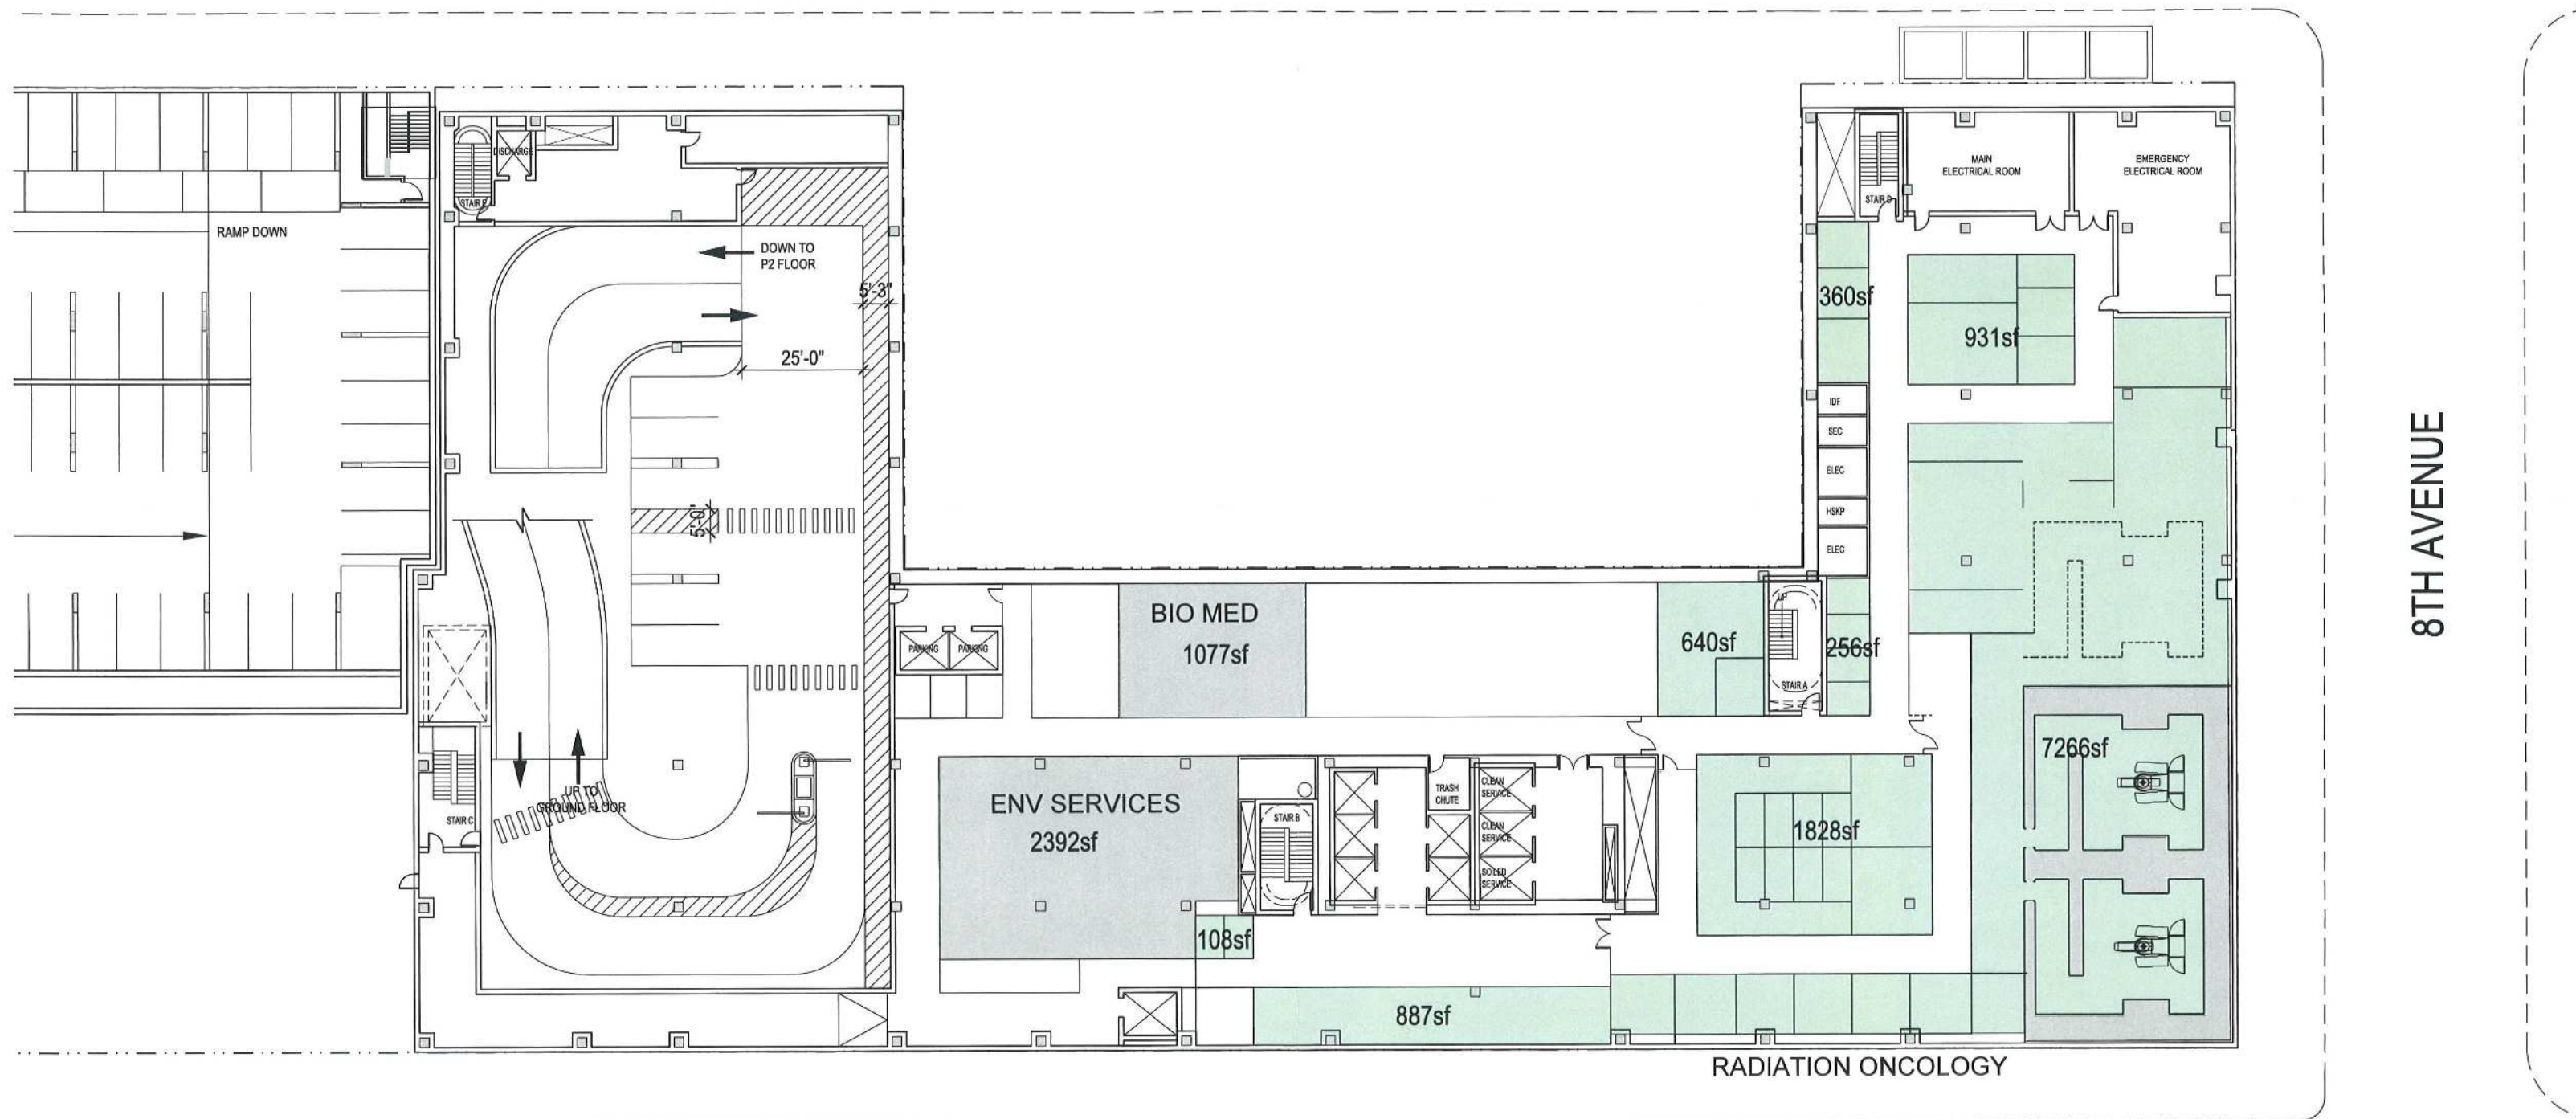 DISCHARGE
STAIR E
RAMP DOWN
DOWN TO
P2 FLOOR
5'-3"
25'-0"
5'-0"
UP TO
GROUND FLOOR
STAIR C
PARKING
PARKING
BIO MED
1077sf
640sf
UP
STAIR A
256sf
ENV SERVICES
2392sf
108sf
STAIR B
TRASH
CHUTE
CLEAN
SERVICE
CLEAN
SERVICE
SOILED
SERVICE
887sf
1828sf
7266sf
STAIR D
MAIN
ELECTRICAL ROOM
EMERGENCY
ELECTRICAL ROOM
360sf
931sf
IDF
SEC
ELEC
HSKP
ELEC
RADIATION ONCOLOGY
8TH AVENUE